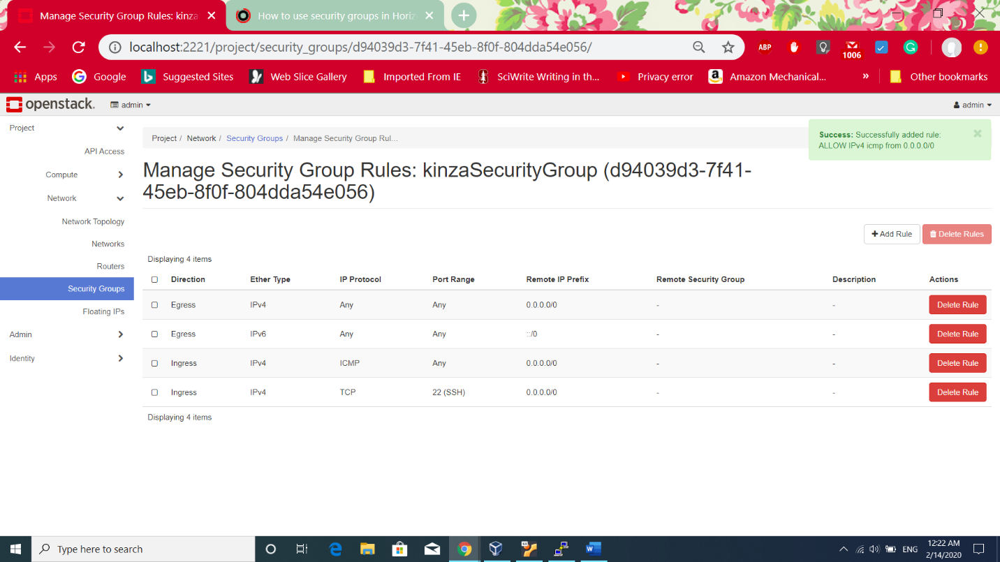 Manage Security Group Rules: kinza
How to use security groups in Horiz
localhost:2221/project/security_groups/d94039d3-7f41-45eb-8f0f-804dda54e056/
ABP
1006
Apps
Google
Suggested Sites
Web Slice Gallery
Imported From IE
SciWrite Writing in th...
Privacy error
Amazon Mechanical...
»
Other bookmarks
openstack.
admin
admin
Project
API Access
Compute
Network
Network Topology
Networks
Routers
Security Groups
Floating IPs
Admin
Identity
Project / Network / Security Groups / Manage Security Group Rul...
Success: Successfully added rule:
ALLOW IPv4 icmp from 0.0.0.0/0
Manage Security Group Rules: kinzaSecurityGroup (d94039d3-7f41-
45eb-8f0f-804dda54e056)
Add Rule
Delete Rules
Displaying 4 items
Direction Ether Type IP Protocol Port Range Remote IP Prefix Remote Security Group Description Actions
Egress IPv4 Any Any 0.0.0.0/0 - - Delete Rule
Egress IPv6 Any Any ::/0 - - Delete Rule
Ingress IPv4 ICMP Any 0.0.0.0/0 - - Delete Rule
Ingress IPv4 TCP 22 (SSH) 0.0.0.0/0 - - Delete Rule
Displaying 4 items
Type here to search
ENG
12:22 AM
2/14/2020